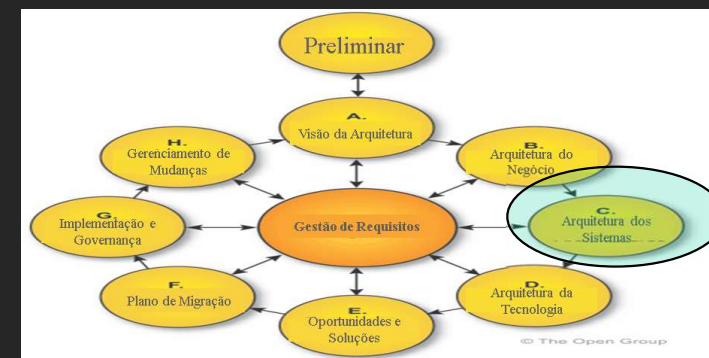 Preliminar
A.
Visão da Arquitetura
B.
Arquitetura do
Negócio
C.
Arquitetura dos
Sistemas
D.
Arquitetura da
Tecnologia
E.
Oportunidades e
Soluções
F.
Plano de Migração
G.
Implementação e
Governança
H.
Gerenciamento de
Mudanças
Gestão de Requisitos
© The Open Group